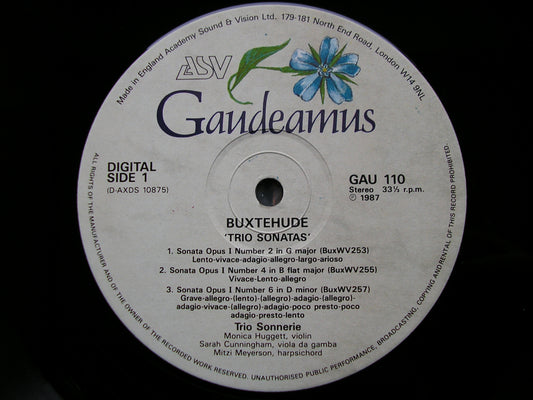 Made in England Academy Sound & Vision Ltd. 179-181 North End Road, London W14 9NL
ASV
Gaudeamus
DIGITAL
SIDE 1
(D-AXDS 10875)
GAU 110
Stereo 33⅓ r.p.m.
℗ 1987
BUXTEHUDE
'TRIO SONATAS'
1. Sonata Opus I Number 2 in G major (BuxWV253)
Lento-vivace-adagio-allegro-largo-arioso
2. Sonata Opus I Number 4 in B flat major (BuxWV255)
Vivace-Lento-allegro
3. Sonata Opus I Number 6 in D minor (BuxWV257)
Grave-allegro-(lento)-(allegro)-adagio-(allegro)-
adagio-vivace-(allegro)-adagio-poco presto-poco
adagio-presto-lento
Trio Sonnerie
Monica Huggett, violin
Sarah Cunningham, viola da gamba
Mitzi Meyerson, harpsichord
ALL RIGHTS OF THE MANUFACTURER AND OF THE OWNER OF THE RECORDED WORK RESERVED. UNAUTHORISED PUBLIC PERFORMANCE, BROADCASTING, COPYING AND RENTAL OF THIS RECORD PROHIBITED.